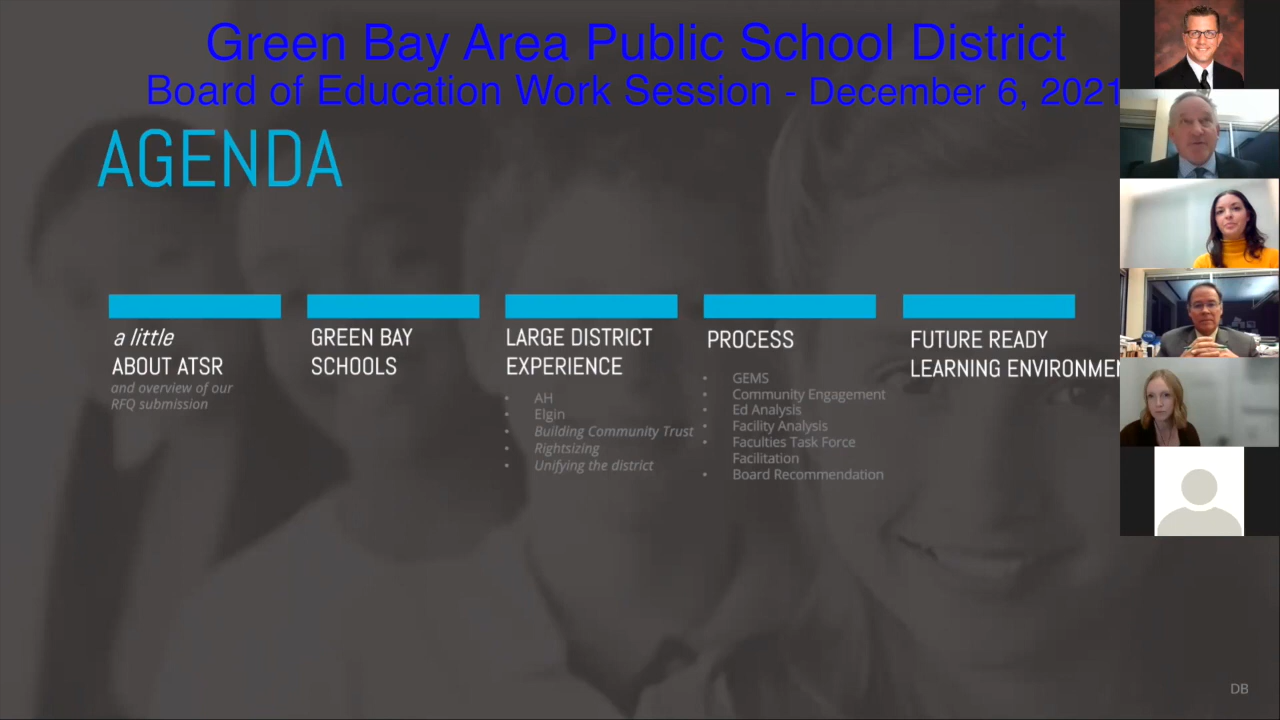 Green Bay Area Public School District
Board of Education Work Session - December 6, 2021
AGENDA
a little
ABOUT ATSR
and overview of our
RFQ submission
GREEN BAY
SCHOOLS
LARGE DISTRICT
EXPERIENCE
• AH
• Elgin
• Building Community Trust
• Rightsizing
• Unifying the district
PROCESS
• GEMS
• Community Engagement
• Ed Analysis
• Facility Analysis
• Faculties Task Force
Facilitation
• Board Recommendation
FUTURE READY
LEARNING ENVIRONMEN
DB